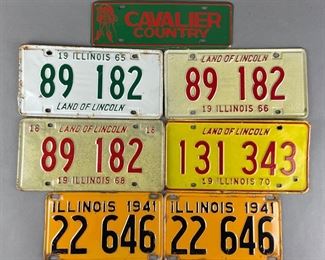 CAVALIER
COUNTRY
19 ILLINOIS 65
89 182
LAND OF LINCOLN
LAND OF LINCOLN
89 182
19 ILLINOIS 66
18 LAND OF LINCOLN 18
89 182
19 ILLINOIS 68
LAND OF LINCOLN
131 343
19 ILLINOIS 70
ILLINOIS 1941
22 646
ILLINOIS 1941
22 646